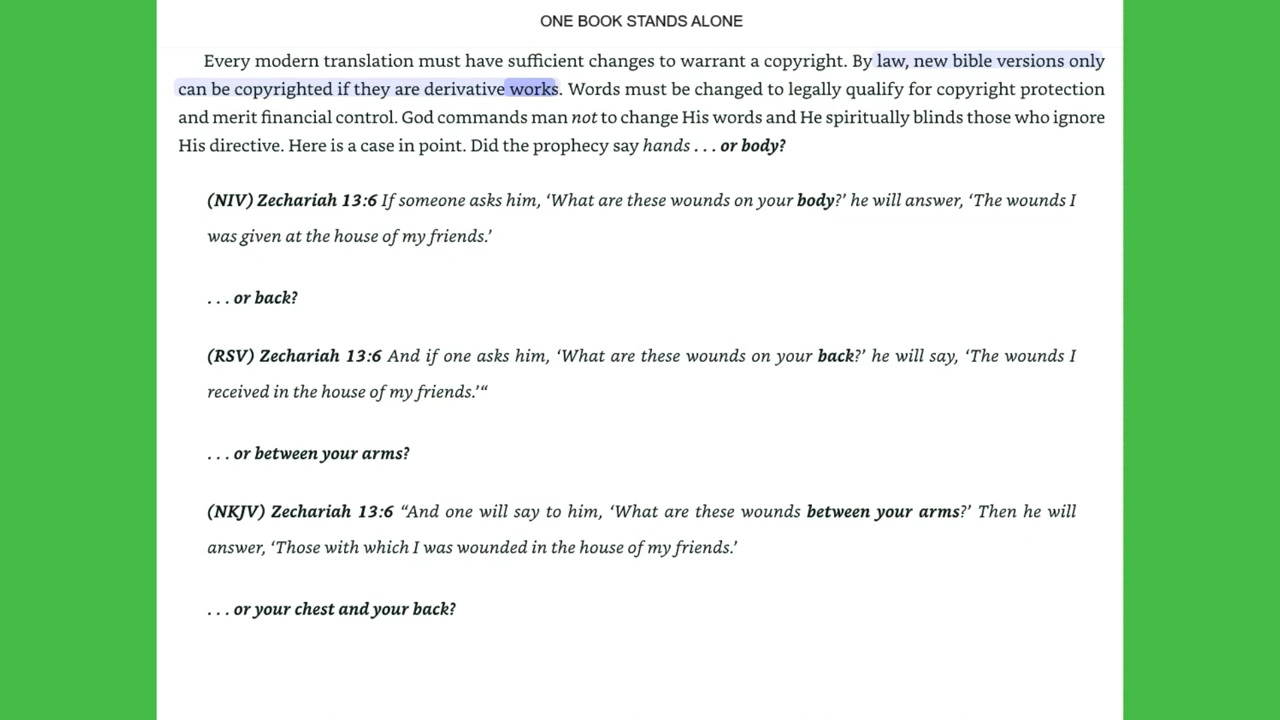 ONE BOOK STANDS ALONE
Every modern translation must have sufficient changes to warrant a copyright. By law, new bible versions only
can be copyrighted if they are derivative works. Words must be changed to legally qualify for copyright protection
and merit financial control. God commands man not to change His words and He spiritually blinds those who ignore
His directive. Here is a case in point. Did the prophecy say hands . . . or body?
(NIV) Zechariah 13:6 If someone asks him, ‘What are these wounds on your body?’ he will answer, ‘The wounds I
was given at the house of my friends.’
. . . or back?
(RSV) Zechariah 13:6 And if one asks him, ‘What are these wounds on your back?’ he will say, ‘The wounds I
received in the house of my friends.’“
. . . or between your arms?
(NKJV) Zechariah 13:6 “And one will say to him, ‘What are these wounds between your arms?’ Then he will
answer, ‘Those with which I was wounded in the house of my friends.’
. . . or your chest and your back?